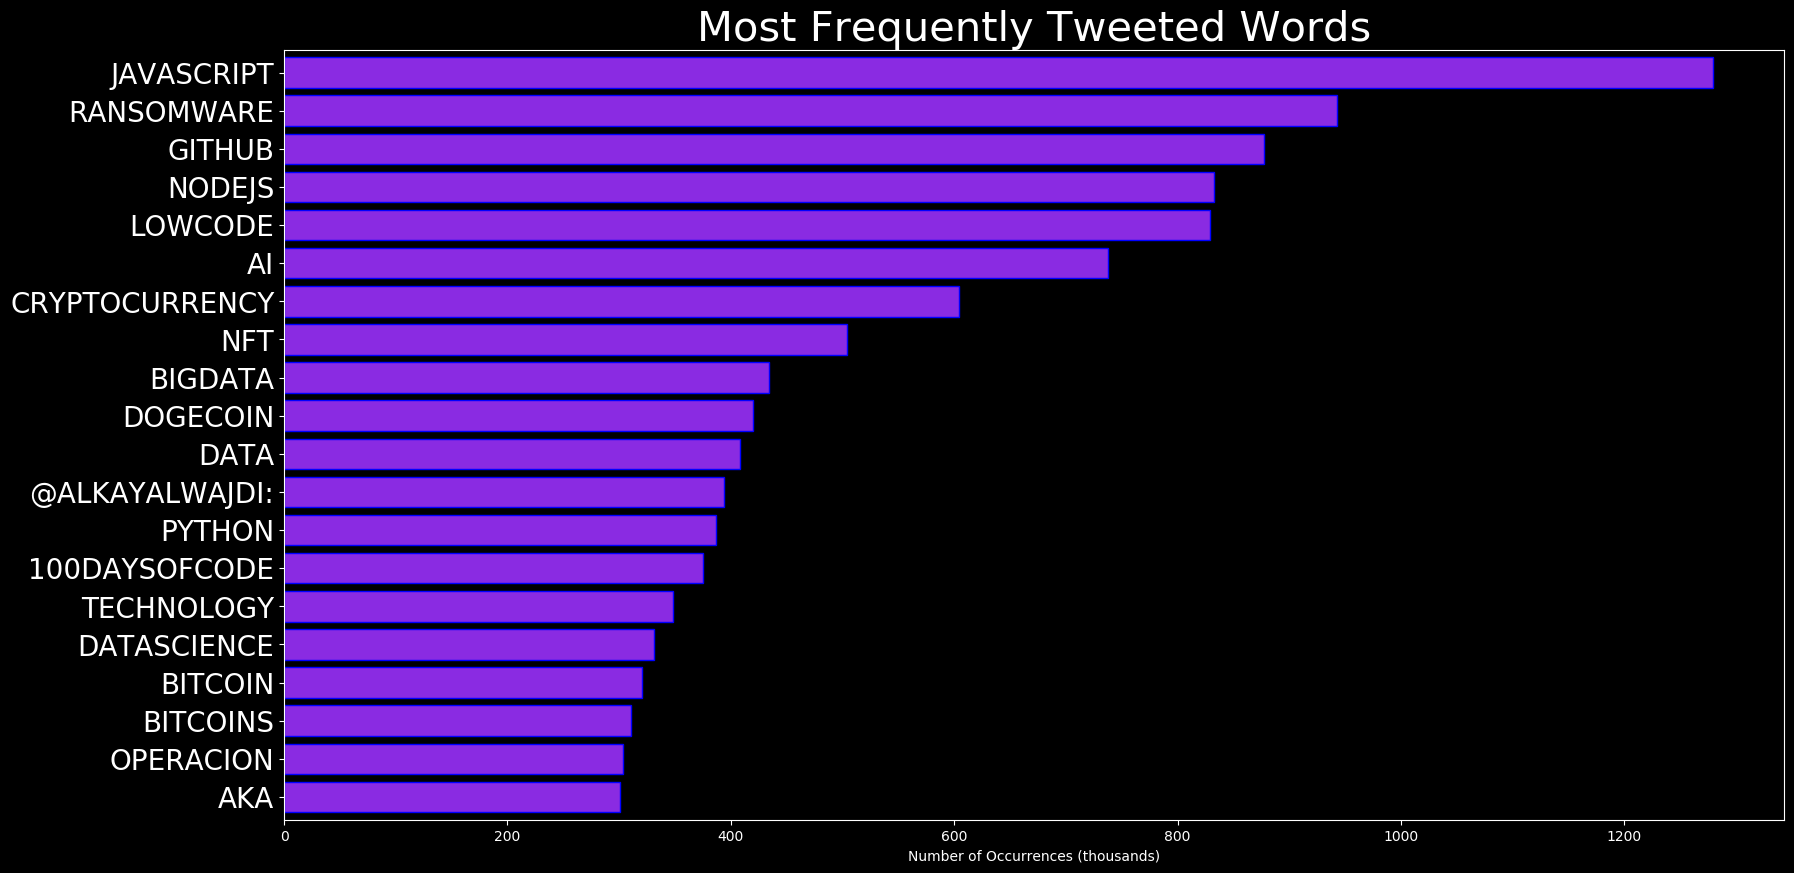 Most Frequently Tweeted Words
JAVASCRIPT
RANSOMWARE
GITHUB
NODEJS
LOWCODE
AI
CRYPTOCURRENCY
NFT
BIGDATA
DOGECOIN
DATA
@ALKAYALWAJDI:
PYTHON
100DAYSOFCODE
TECHNOLOGY
DATASCIENCE
BITCOIN
BITCOINS
OPERACION
AKA
0 200 400 600 800 1000 1200
Number of Occurrences (thousands)